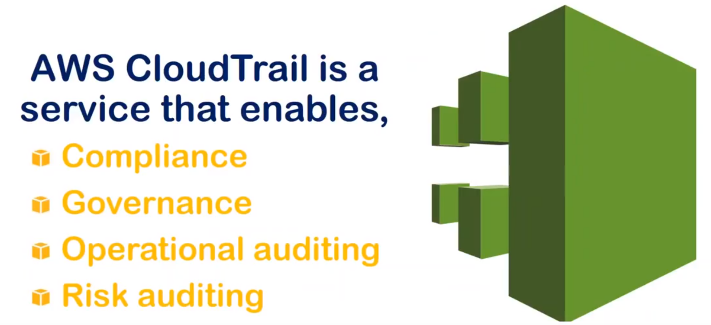 AWS CloudTrail is a
service that enables,
Compliance
Governance
Operational auditing
Risk auditing